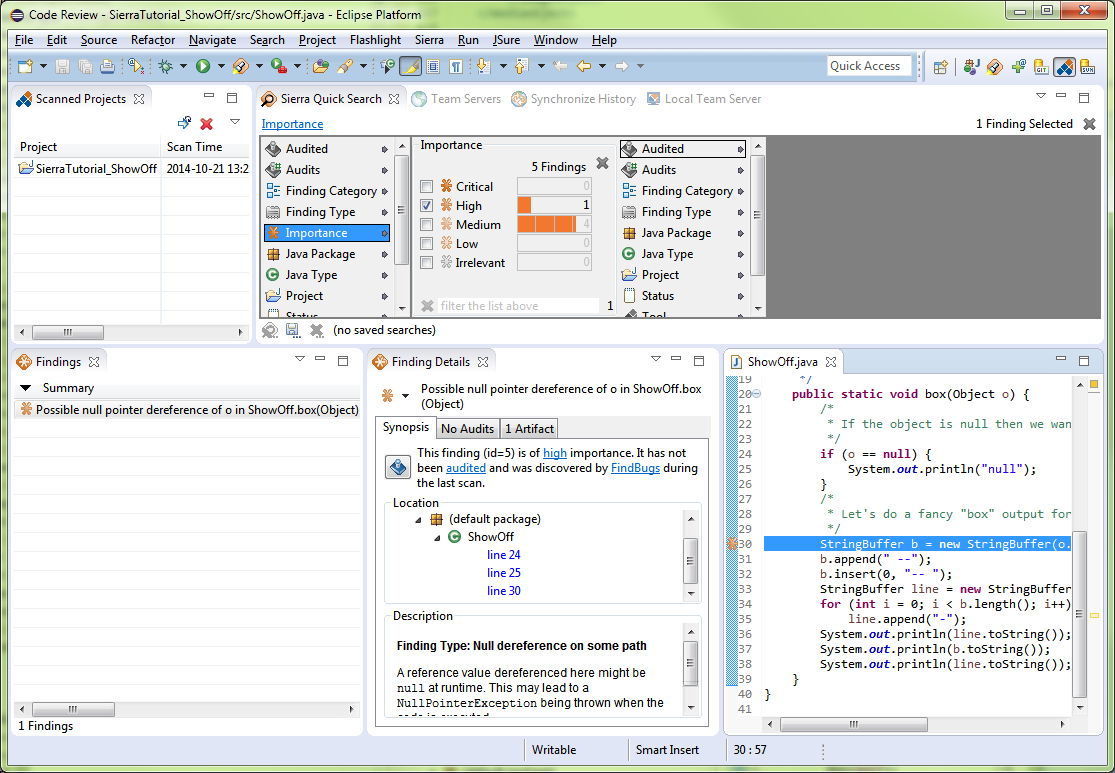 Code Review - SierraTutorial_ShowOff/src/ShowOff.java - Eclipse Platform
File Edit Source Refactor Navigate Search Project Flashlight Sierra Run JSure Window Help
Quick Access
Scanned Projects
Project Scan Time
SierraTutorial_ShowOff 2014-10-21 13:2
Sierra Quick Search Team Servers Synchronize History Local Team Server
Importance
1 Finding Selected
Audited
Audits
Finding Category
Finding Type
Importance
Java Package
Java Type
Project
Status
Importance
5 Findings
Critical 0
High 1
Medium 4
Low 0
Irrelevant 0
filter the list above 1
Audited
Audits
Finding Category
Finding Type
Java Package
Java Type
Project
Status
Tool
(no saved searches)
Findings
Summary
Possible null pointer dereference of o in ShowOff.box(Object)
1 Findings
Finding Details
Possible null pointer dereference of o in ShowOff.box
(Object)
Synopsis No Audits 1 Artifact
This finding (id=5) is of high importance. It has not
been audited and was discovered by FindBugs during
the last scan.
Location
(default package)
ShowOff
line 24
line 25
line 30
Description
Finding Type: Null dereference on some path
A reference value dereferenced here might be
null at runtime. This may lead to a
NullPointerException being thrown when the
code is executed.
ShowOff.java
19 */
20 public static void box(Object o) {
21 /*
22 * If the object is null then we wan
23 */
24 if (o == null) {
25 System.out.println("null");
26 }
27 /*
28 * Let's do a fancy "box" output for
29 */
30 StringBuffer b = new StringBuffer(o.
31 b.append(" --");
32 b.insert(0, "-- ");
33 StringBuffer line = new StringBuffer
34 for (int i = 0; i < b.length(); i++)
35 line.append("-");
36 System.out.println(line.toString());
37 System.out.println(b.toString());
38 System.out.println(line.toString());
39 }
40 }
41
Writable Smart Insert 30 : 57